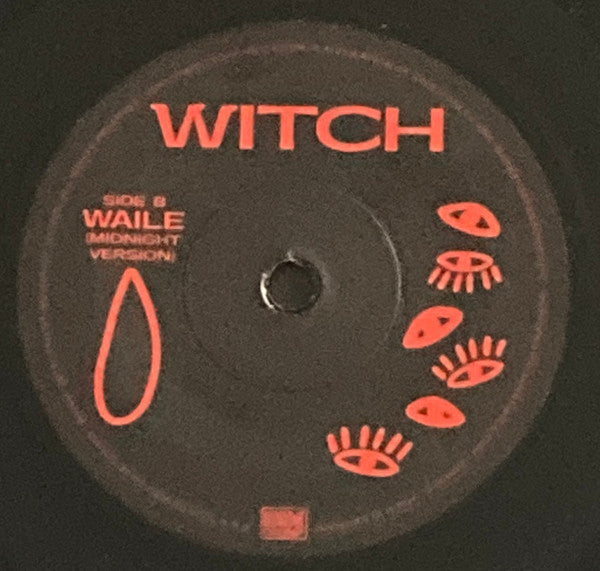 WITCH
SIDE B
WAILE
(MIDNIGHT
VERSION)